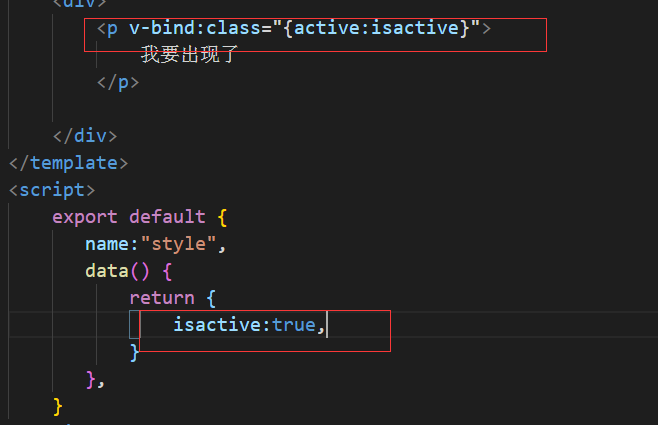 <div>
<p v-bind:class="{active:isactive}">
我要出现了
</p>
</div>
</template>
<script>
export default {
name:"style",
data() {
return {
isactive:true,
}
},
}